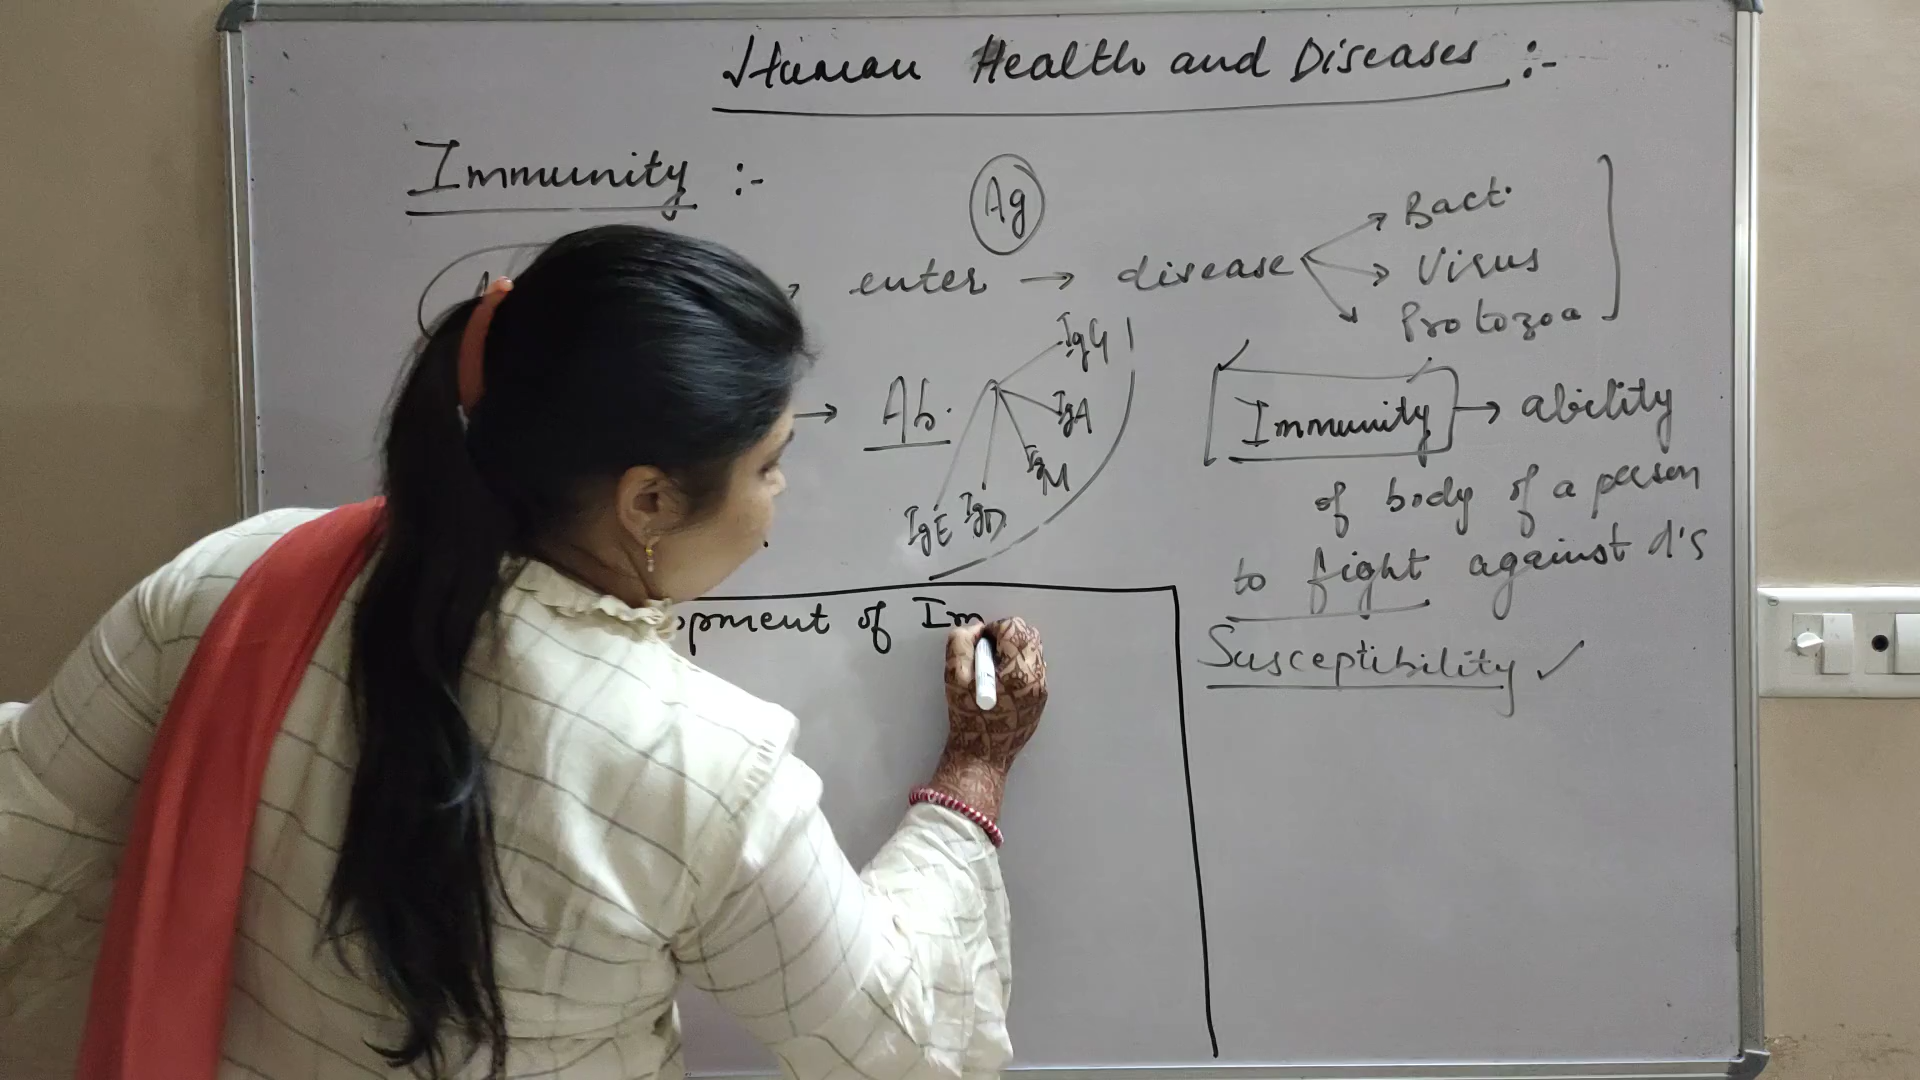 Human Health and Diseases :-
Immunity :-
Ag
enter → disease
Bact.
Virus
Protozoa
→ Ab.
IgG
IgA
IgM
IgD
IgE
Immunity → ability
of body of a person
to fight against d's
Susceptibility ✓
opment of Im